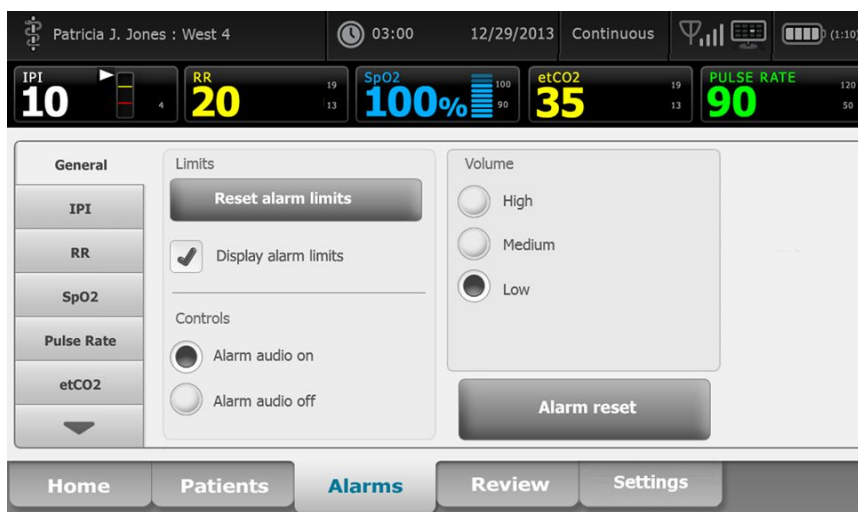 Patricia J. Jones : West 4 03:00 12/29/2013 Continuous (1:10)
IPI RR SpO2 etCO2 PULSE RATE
10 4 20 19 13 100% 100 90 35 19 13 90 120 50
General
IPI
RR
SpO2
Pulse Rate
etCO2
Limits
Reset alarm limits
Display alarm limits
Controls
Alarm audio on
Alarm audio off
Volume
High
Medium
Low
Alarm reset
Home Patients Alarms Review Settings